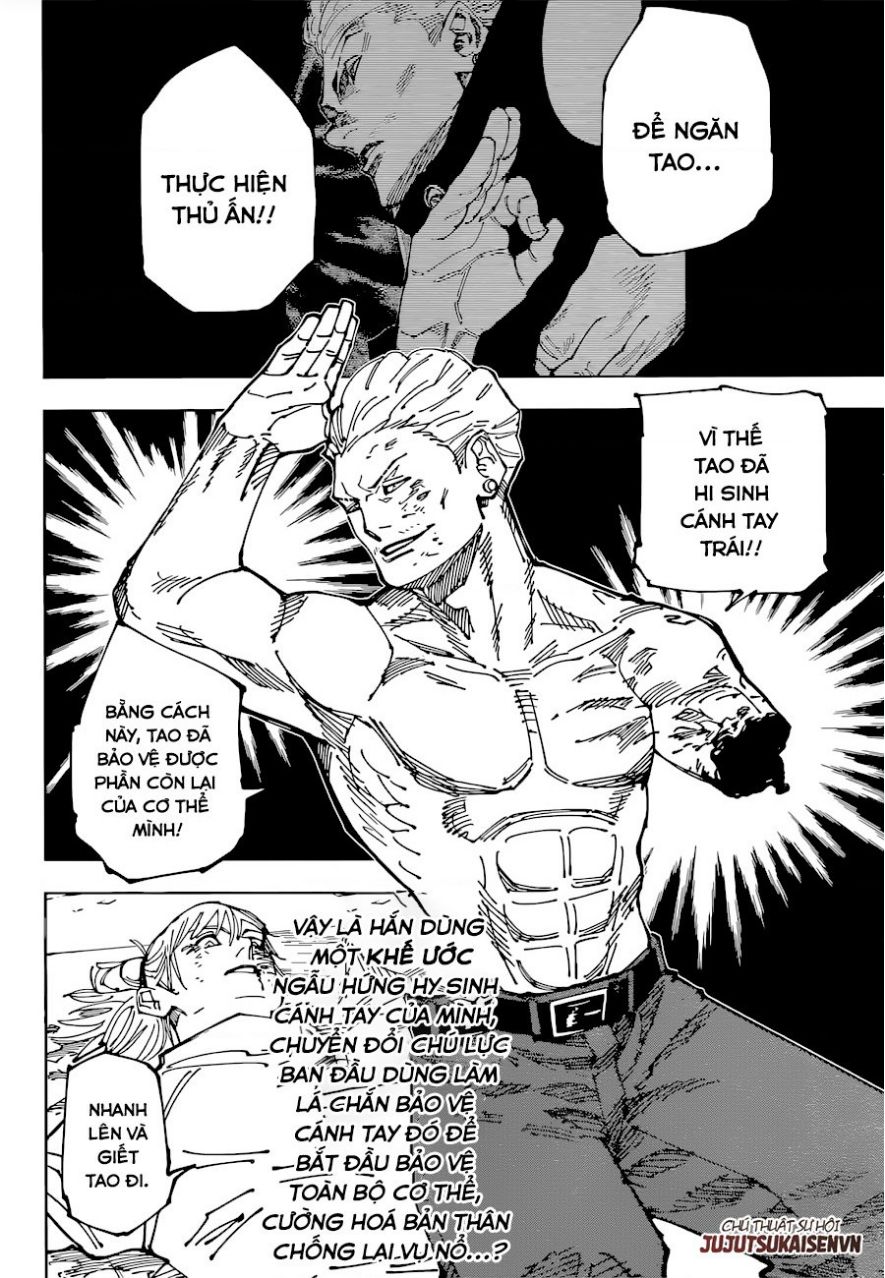 ĐỂ NGĂN
TAO...
THỰC HIỆN
THỦ ẤN!!
VÌ THẾ
TAO ĐÃ
HI SINH
CÁNH TAY
TRÁI!!
BẰNG CÁCH
NÀY, TAO ĐÃ
BẢO VỆ ĐƯỢC
PHẦN CÒN LẠI
CỦA CƠ THỂ
MÌNH!
VẬY LÀ HẮN DÙNG
MỘT KHẾ ƯỚC
NGẪU HỨNG HY SINH
CÁNH TAY CỦA MÌNH,
CHUYỂN ĐỔI CHÚ LỰC
BAN ĐẦU DÙNG LÀM
LÁ CHẮN BẢO VỆ
CÁNH TAY ĐÓ ĐỂ
BẮT ĐẦU BẢO VỆ
TOÀN BỘ CƠ THỂ,
CƯỜNG HOÁ BẢN THÂN
CHỐNG LẠI VỤ NỔ...?
NHANH
LÊN VÀ
GIẾT
TAO ĐI.
CHÚ THUẬT SƯ HỒI
JUJUTSUKAISENVN